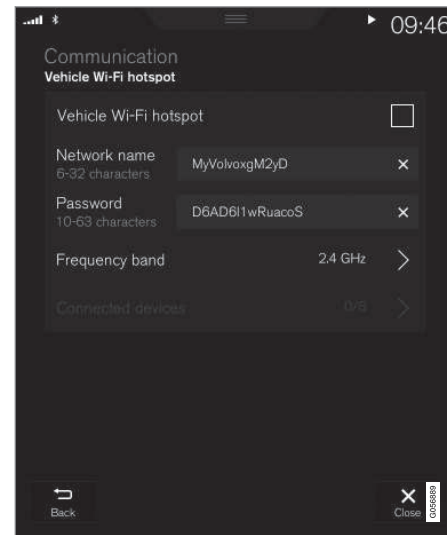 09:46
Communication
Vehicle Wi-Fi hotspot
Vehicle Wi-Fi hotspot
Network name
6-32 characters
MyVolvoxgM2yD
Password
10-63 characters
D6AD6I1wRuacoS
Frequency band
2.4 GHz
Connected devices
0/8
Back
Close
G056889